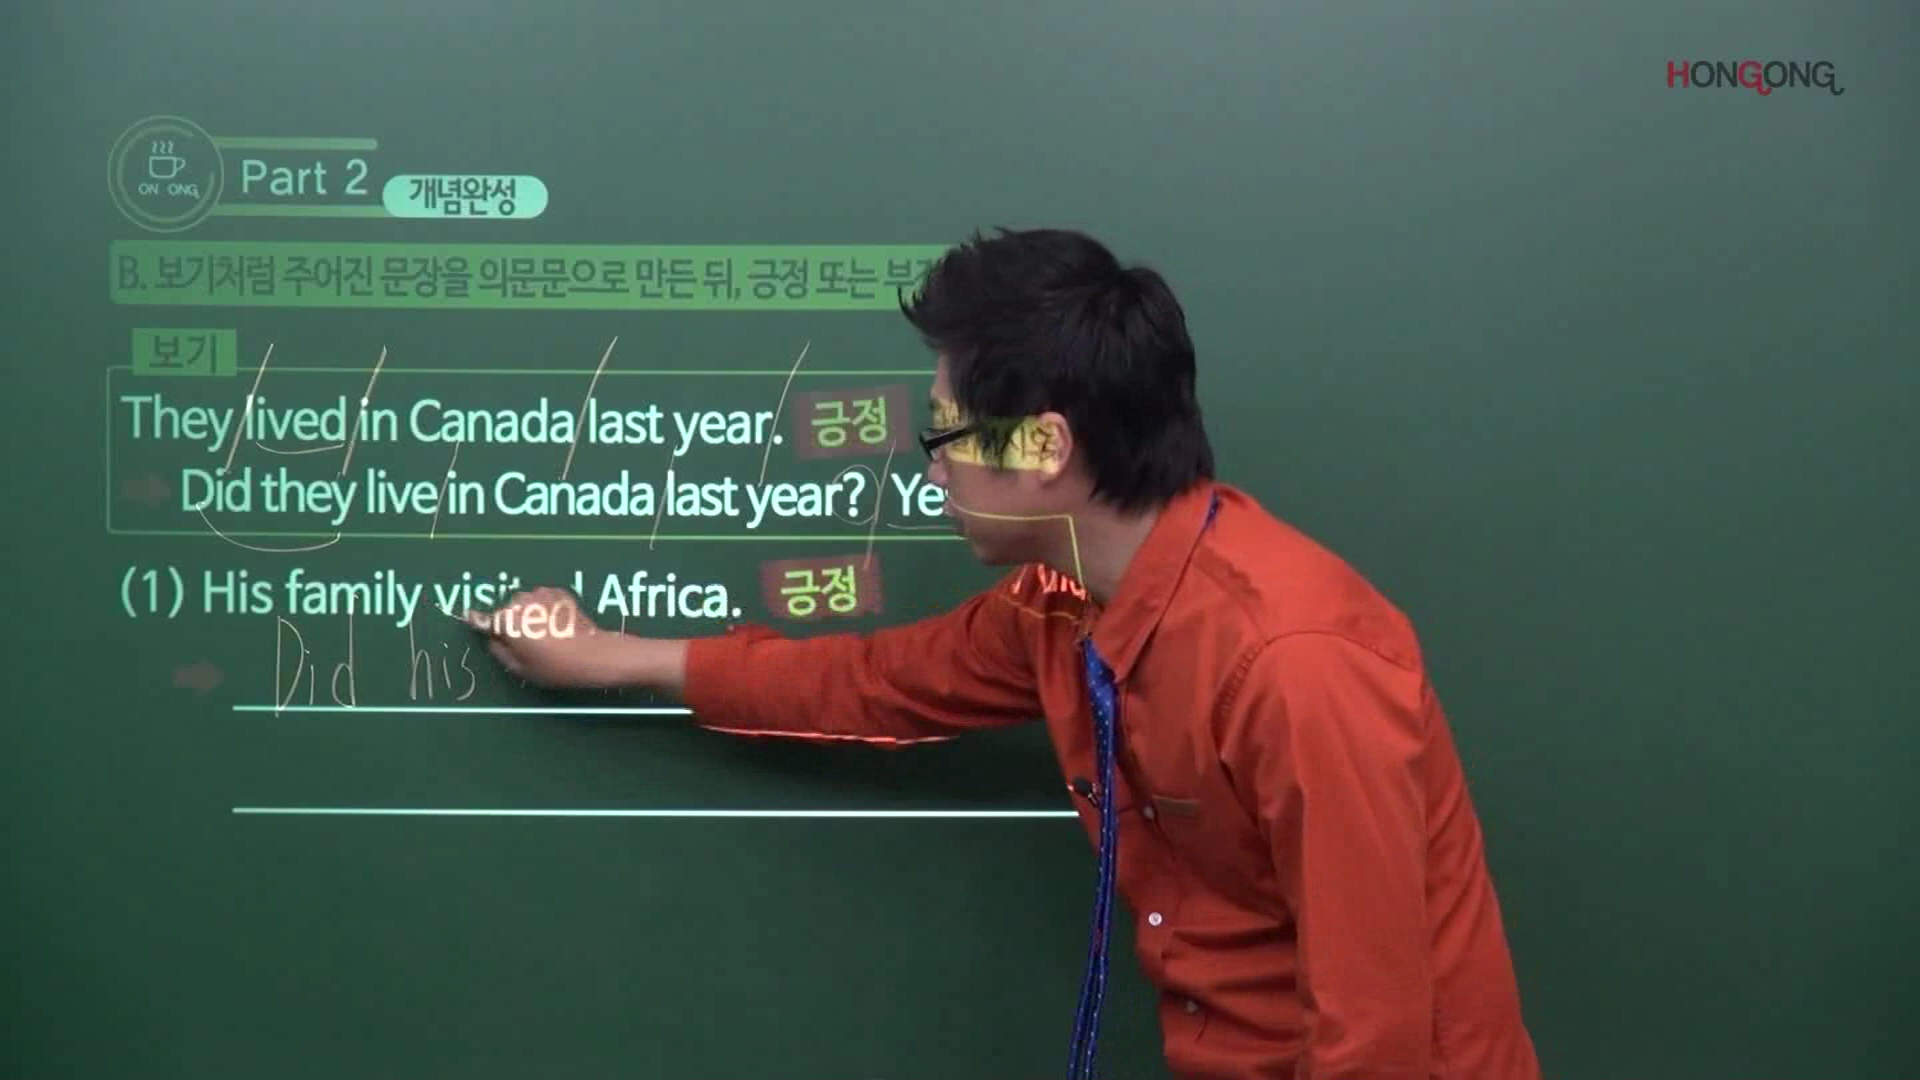 HONGONG
ON ONG
Part 2
개념완성
B. 보기처럼 주어진 문장을 의문문으로 만든 뒤, 긍정 또는
보기
They lived in Canada last year. 긍정
Did they live in Canada last year? Yes
(1) His family visited Africa. 긍정
Did his